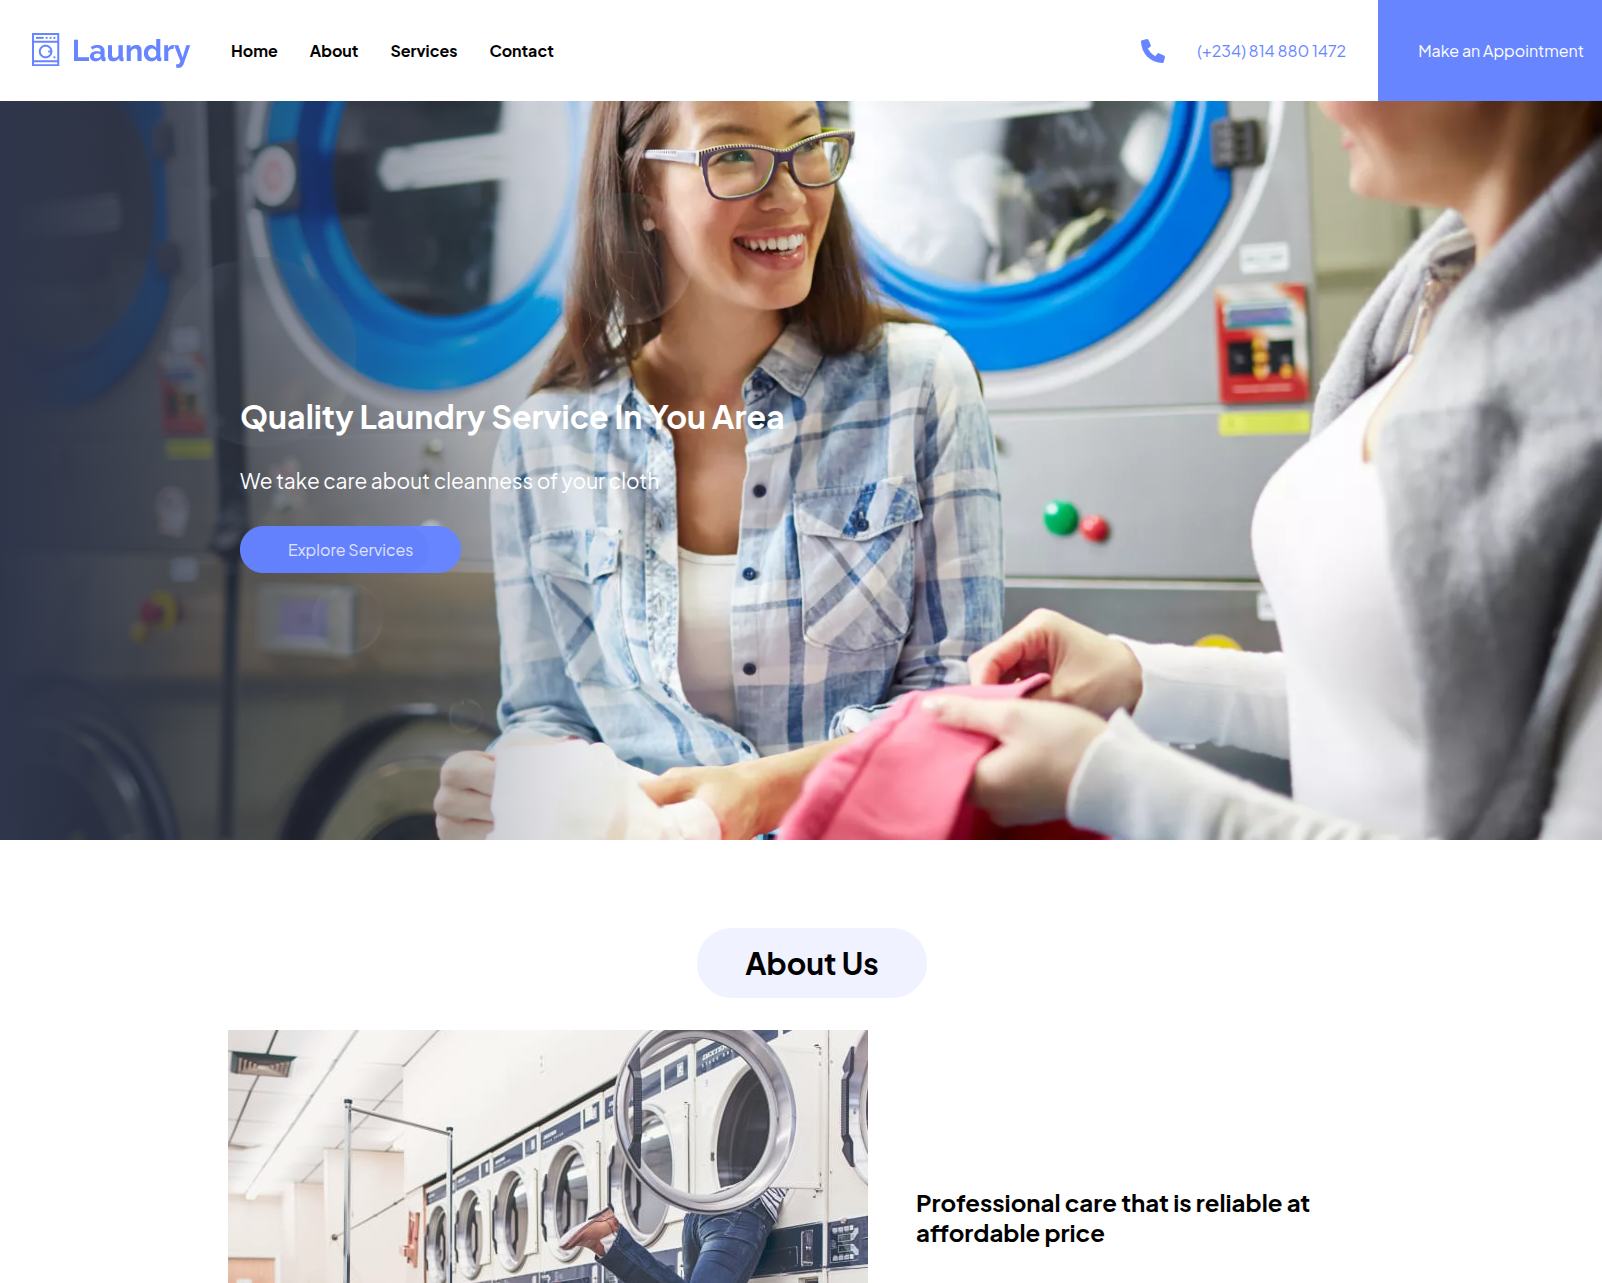 Laundry
Home About Services Contact
(+234) 814 880 1472
Make an Appointment
Quality Laundry Service In You Area
We take care about cleanness of your cloth
Explore Services
About Us
Professional care that is reliable at
affordable price